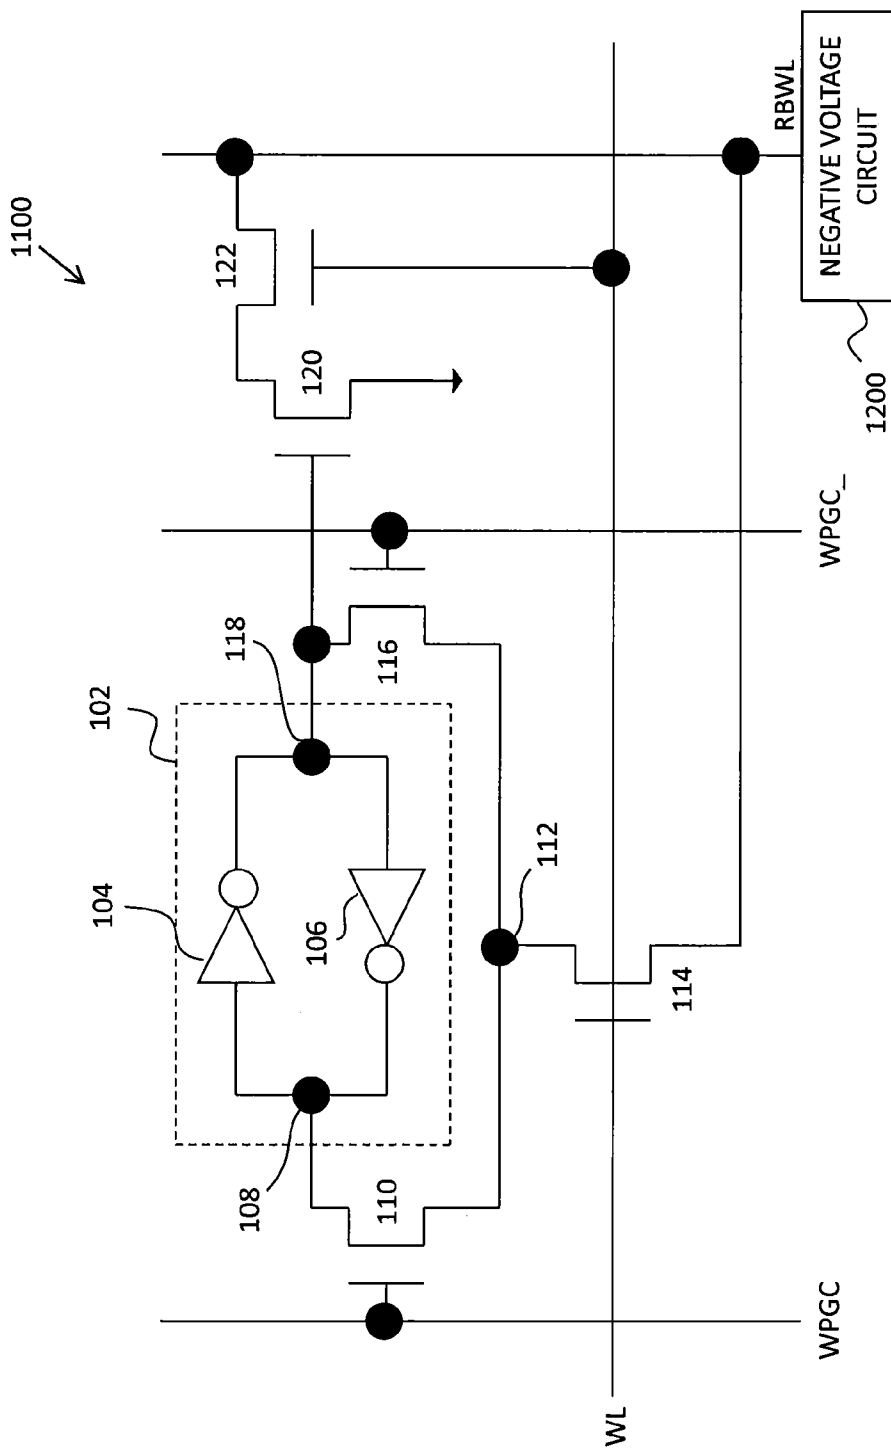 1100
102
104
118
122
120
106
116
108
110
112
114
WL
WPGC
WPGC_
RBWL
NEGATIVE VOLTAGE
CIRCUIT
1200